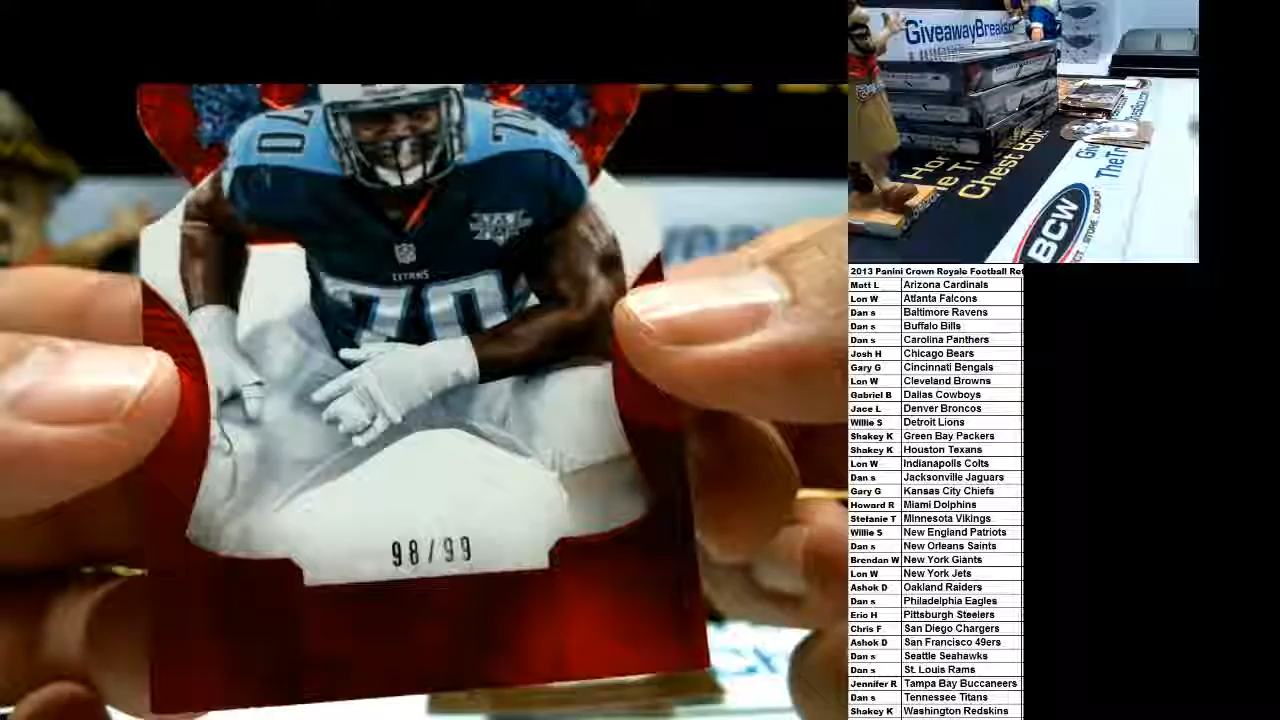 70
70
TITANS
70
98/99
GiveawayBreaks
Chest Box!
BCW
2013 Panini Crown Royale Football Ret
Matt L Arizona Cardinals
Lon W Atlanta Falcons
Dan s Baltimore Ravens
Dan s Buffalo Bills
Dan s Carolina Panthers
Josh H Chicago Bears
Gary G Cincinnati Bengals
Lon W Cleveland Browns
Gabriel B Dallas Cowboys
Jace L Denver Broncos
Willie S Detroit Lions
Shakey K Green Bay Packers
Shakey K Houston Texans
Lon W Indianapolis Colts
Dan s Jacksonville Jaguars
Gary G Kansas City Chiefs
Howard R Miami Dolphins
Stefanie T Minnesota Vikings
Willie S New England Patriots
Dan s New Orleans Saints
Brendan W New York Giants
Lon W New York Jets
Ashok D Oakland Raiders
Dan s Philadelphia Eagles
Eric H Pittsburgh Steelers
Chris F San Diego Chargers
Ashok D San Francisco 49ers
Dan s Seattle Seahawks
Dan s St. Louis Rams
Jennifer R Tampa Bay Buccaneers
Dan s Tennessee Titans
Shakey K Washington Redskins